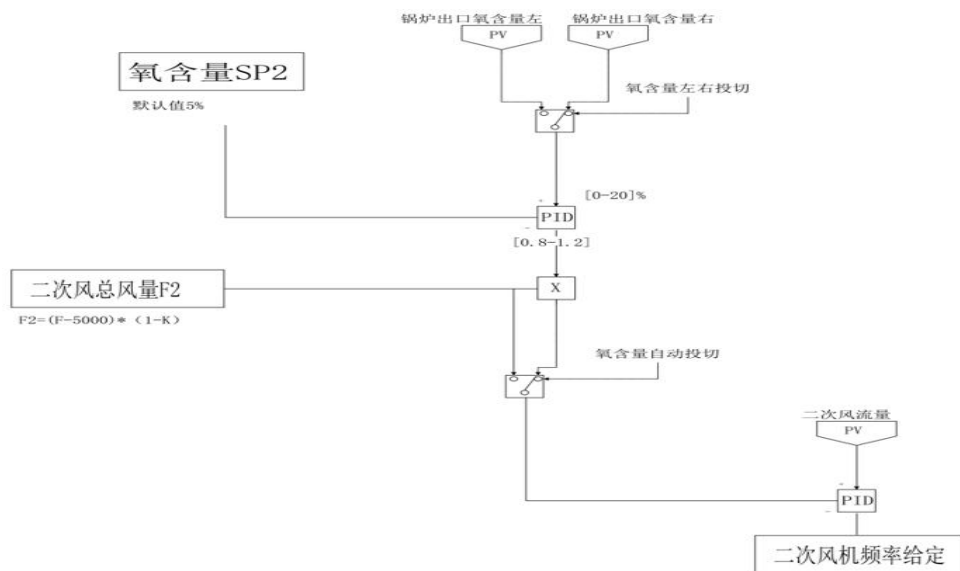 锅炉出口氧含量左
锅炉出口氧含量右
PV
PV
氧含量SP2
默认值5%
氧含量左右投切
[0-20]%
PID
[0.8-1.2]
二次风总风量F2
X
F2=(F-5000)*（1-K）
氧含量自动投切
二次风流量
PV
PID
二次风机频率给定